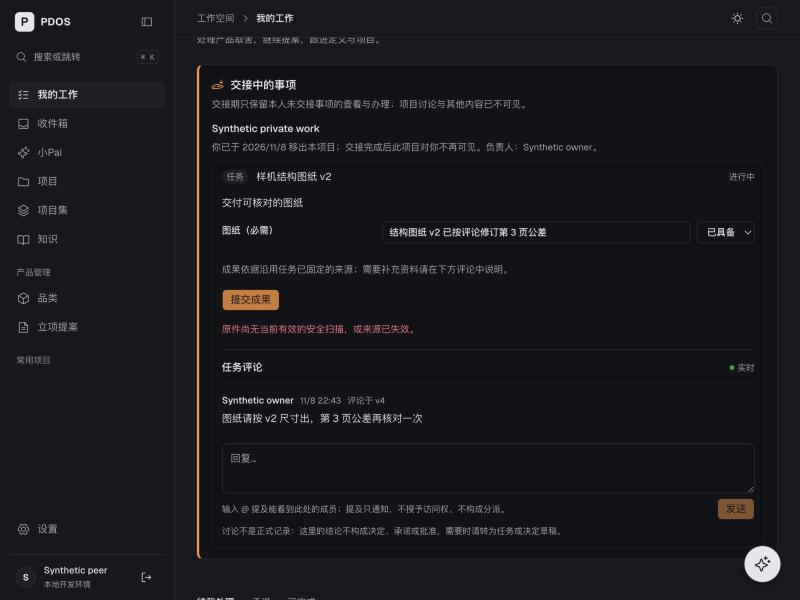 P PDOS
搜索或跳转 ⌘ K
我的工作
收件箱
小Pai
项目
项目集
知识
产品管理
品类
立项提案
常用项目
设置
S Synthetic peer
本地开发环境
工作空间 > 我的工作
处理产品取舍，继续提案，跟进定义与项目。
交接中的事项
交接期只保留本人未交接事项的查看与办理；项目讨论与其他内容已不可见。
Synthetic private work
你已于 2026/11/8 移出本项目；交接完成后此项目对你不再可见。负责人：Synthetic owner。
任务 样机结构图纸 v2 进行中
交付可核对的图纸
图纸（必需） 结构图纸 v2 已按评论修订第 3 页公差 已具备
成果依据沿用任务已固定的来源；需要补充资料请在下方评论中说明。
提交成果
原件尚无当前有效的安全扫描，或来源已失效。
任务评论 实时
Synthetic owner 11/8 22:43 评论于 v4
图纸请按 v2 尺寸出，第 3 页公差再核对一次
回复…
输入 @ 提及能看到此处的成员；提及只通知，不授予访问权、不构成分派。 发送
讨论不是正式记录：这里的结论不构成决定、承诺或批准，需要时请转为任务或决定草稿。